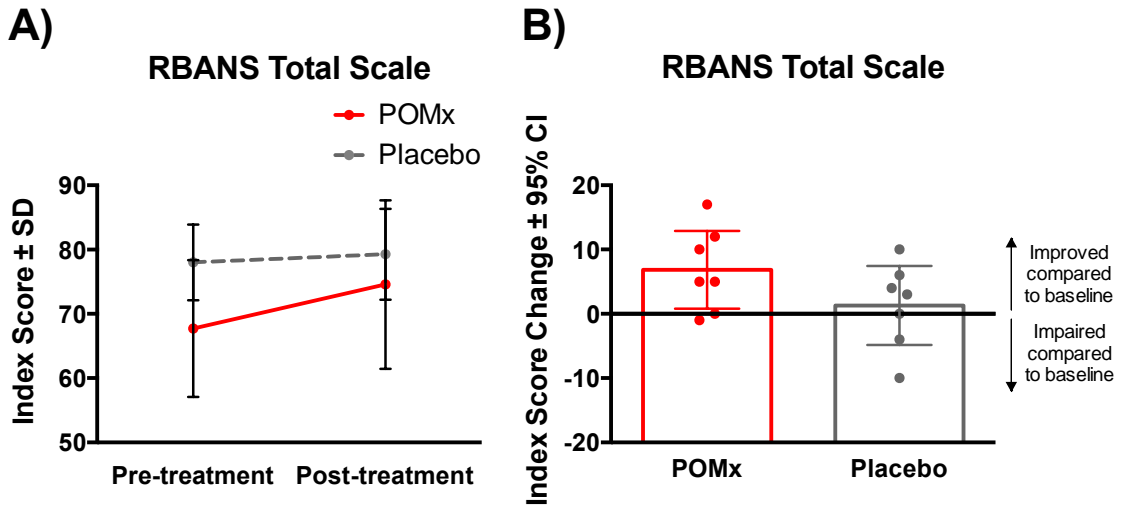 A)
RBANS Total Scale
POMx
Placebo
Index Score ± SD
90
80
70
60
50
Pre-treatment
Post-treatment
B)
RBANS Total Scale
Index Score Change ± 95% CI
20
10
0
-10
-20
POMx
Placebo
Improved
compared
to baseline
Impaired
compared
to baseline